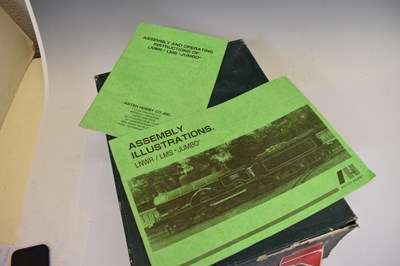 ASSEMBLY AND OPERATING
INSTRUCTIONS OF
LNWR / LMS "JUMBO"
ASTER HOBBY CO., INC.
ASSEMBLY
ILLUSTRATIONS.
LNWR / LMS "JUMBO"